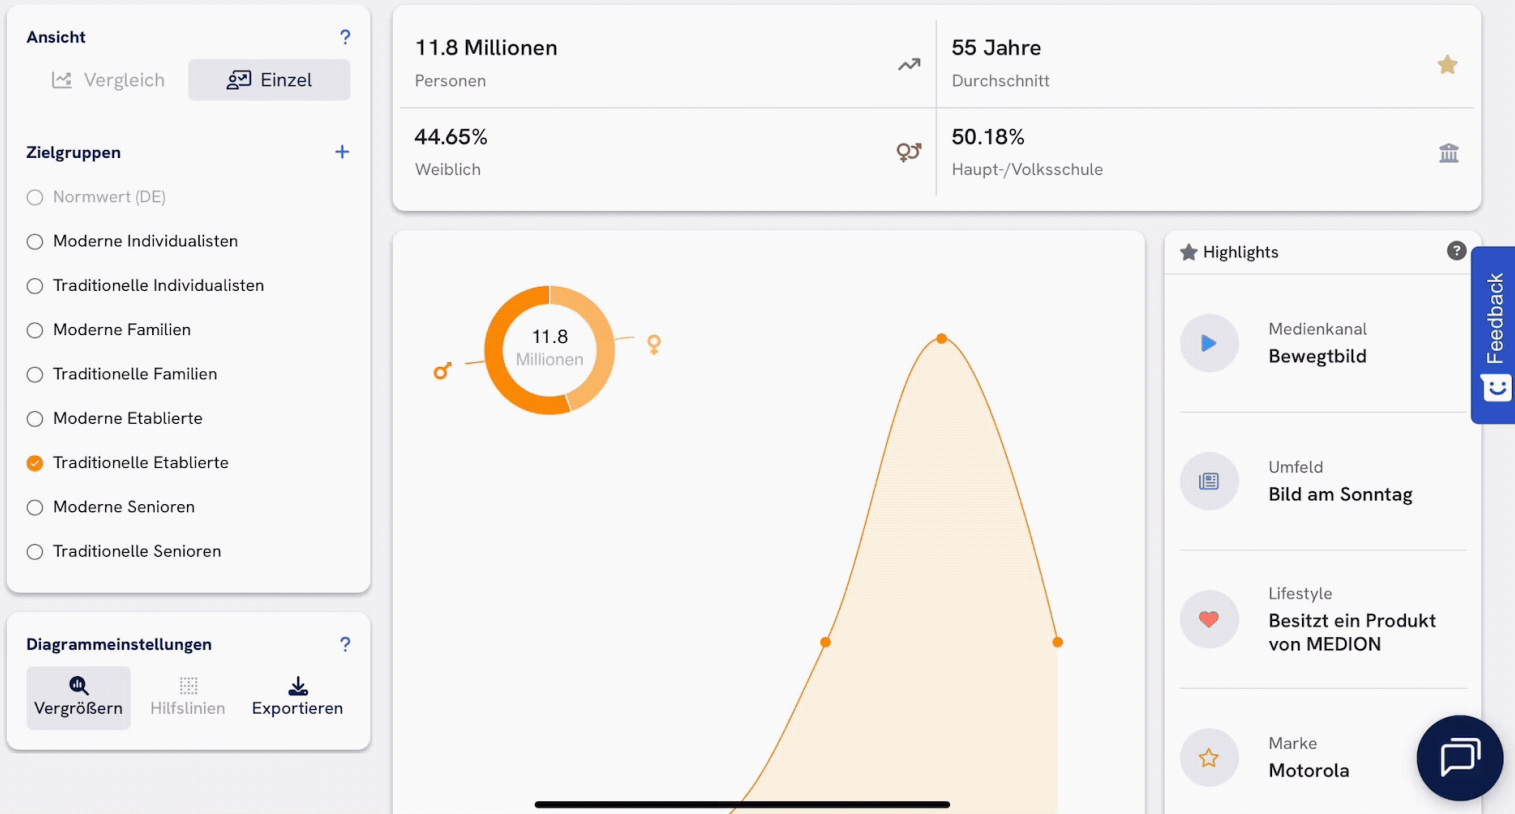 Ansicht
?
Vergleich
Einzel
Zielgruppen
+
Normwert (DE)
Moderne Individualisten
Traditionelle Individualisten
Moderne Familien
Traditionelle Familien
Moderne Etablierte
Traditionelle Etablierte
Moderne Senioren
Traditionelle Senioren
Diagrammeinstellungen
?
Vergrößern
Hilfslinien
Exportieren
11.8 Millionen
Personen
55 Jahre
Durchschnitt
44.65%
Weiblich
50.18%
Haupt-/Volksschule
11.8
Millionen
Highlights
?
Medienkanal
Bewegtbild
Umfeld
Bild am Sonntag
Lifestyle
Besitzt ein Produkt
von MEDION
Marke
Motorola
Feedback